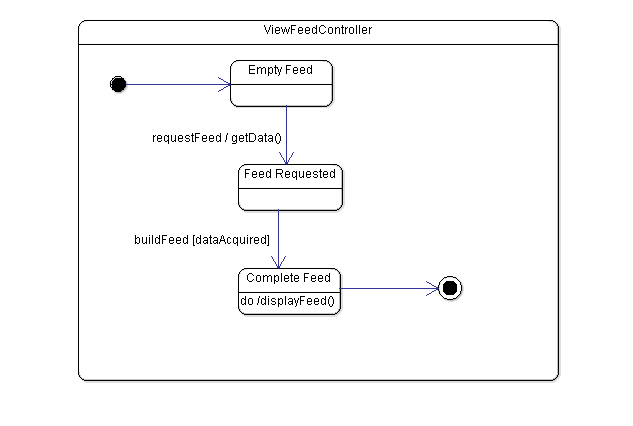 ViewFeedController
Empty Feed
requestFeed / getData()
Feed Requested
buildFeed [dataAcquired]
Complete Feed
do /displayFeed()